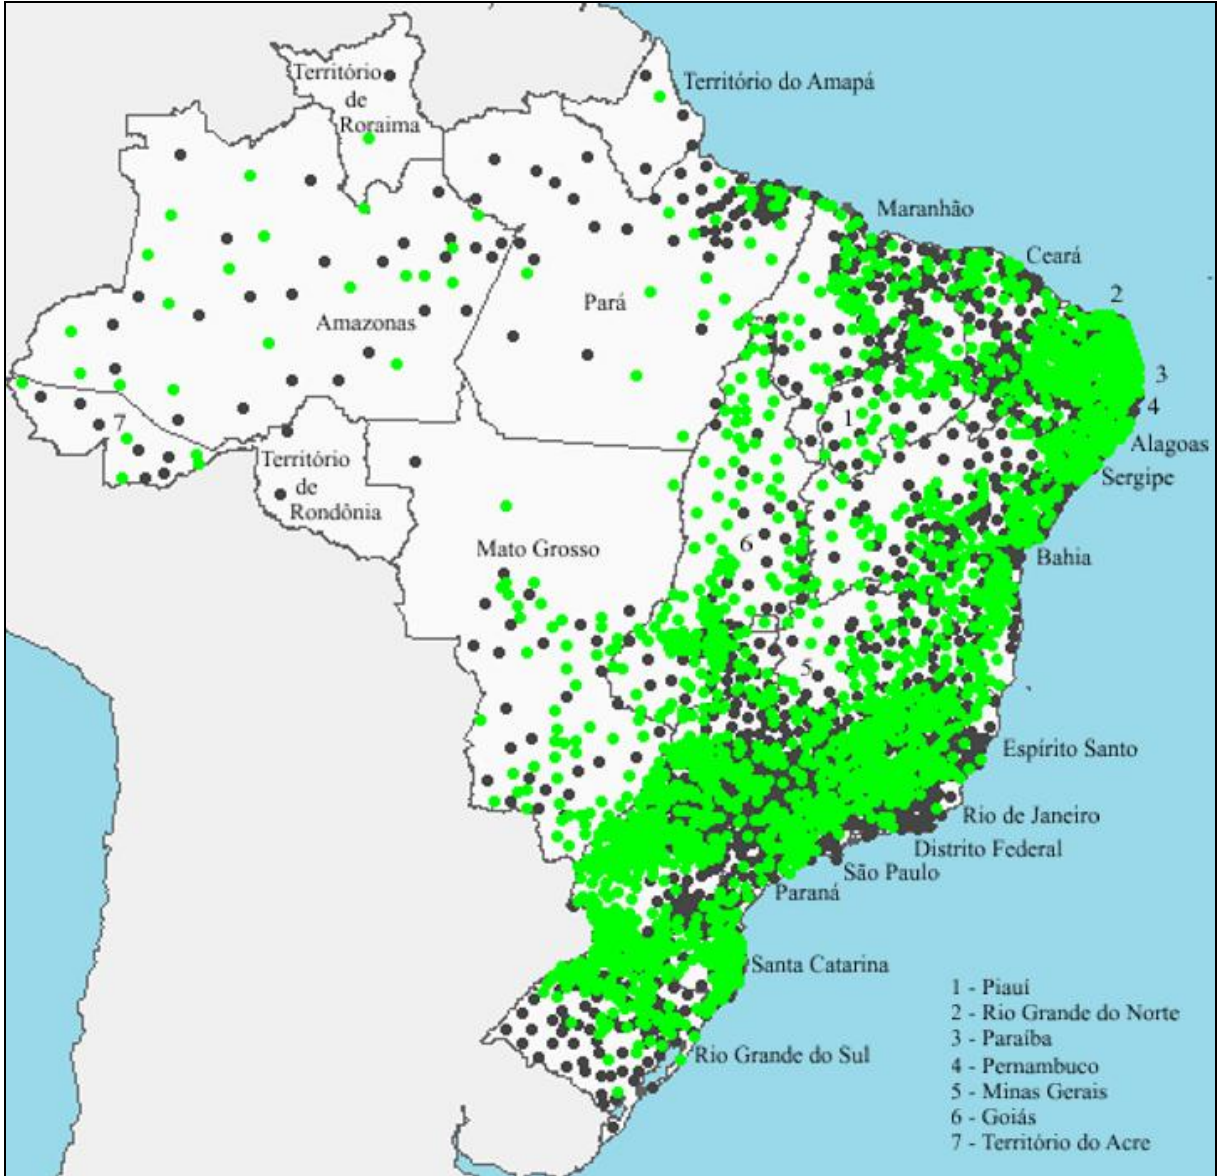 Território
de
Roraima
Território do Amapá
Maranhão
Ceará
2
Pará
Amazonas
3
4
1
7
Alagoas
Território
de
Rondônia
Sergipe
Mato Grosso
6
Bahia
5
Espírito Santo
Rio de Janeiro
Distrito Federal
São Paulo
Paraná
Santa Catarina
Rio Grande do Sul
1 - Piauí
2 - Rio Grande do Norte
3 - Paraíba
4 - Pernambuco
5 - Minas Gerais
6 - Goiás
7 - Território do Acre